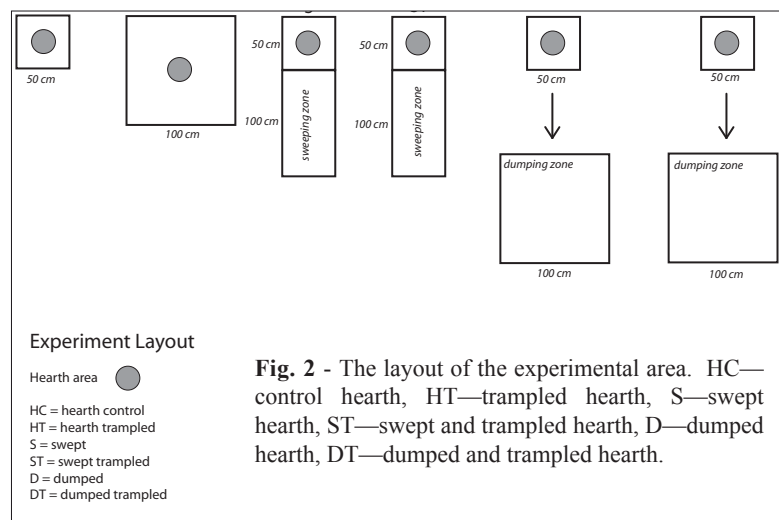 50 cm
100 cm
50 cm
100 cm
sweeping zone
50 cm
100 cm
sweeping zone
50 cm
dumping zone
100 cm
50 cm
dumping zone
100 cm
Experiment Layout
Hearth area
HC = hearth control
HT = hearth trampled
S = swept
ST = swept trampled
D = dumped
DT = dumped trampled
Fig. 2 - The layout of the experimental area. HC—
control hearth, HT—trampled hearth, S—swept
hearth, ST—swept and trampled hearth, D—dumped
hearth, DT—dumped and trampled hearth.